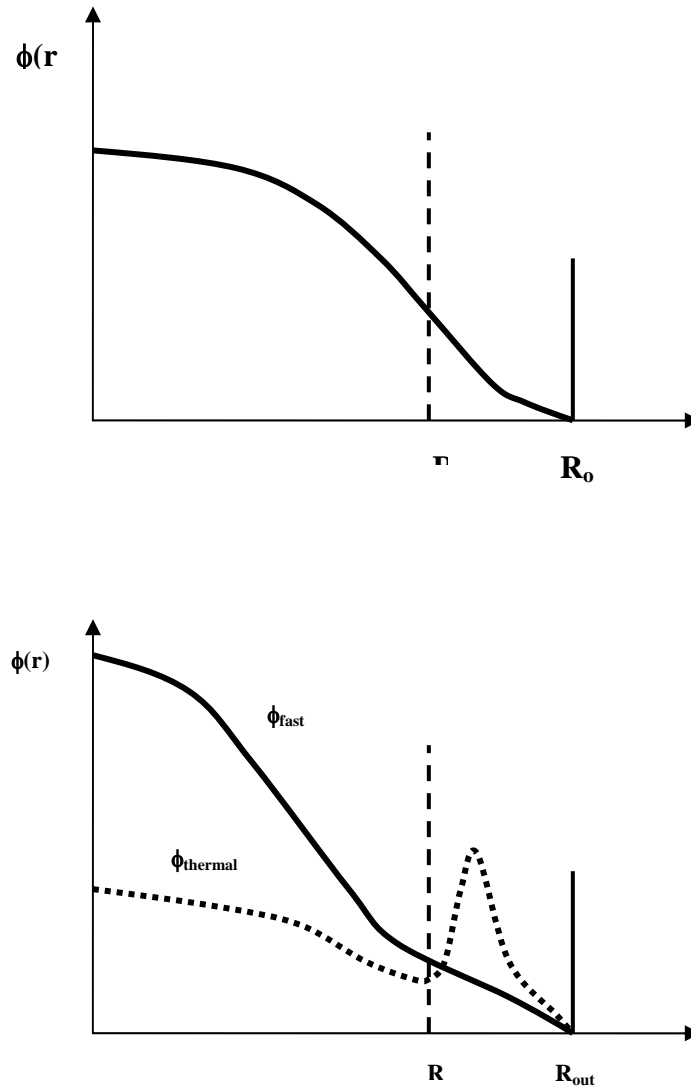 ϕ(r
R₀
ϕ(r)
ϕfast
ϕthermal
R
Rout